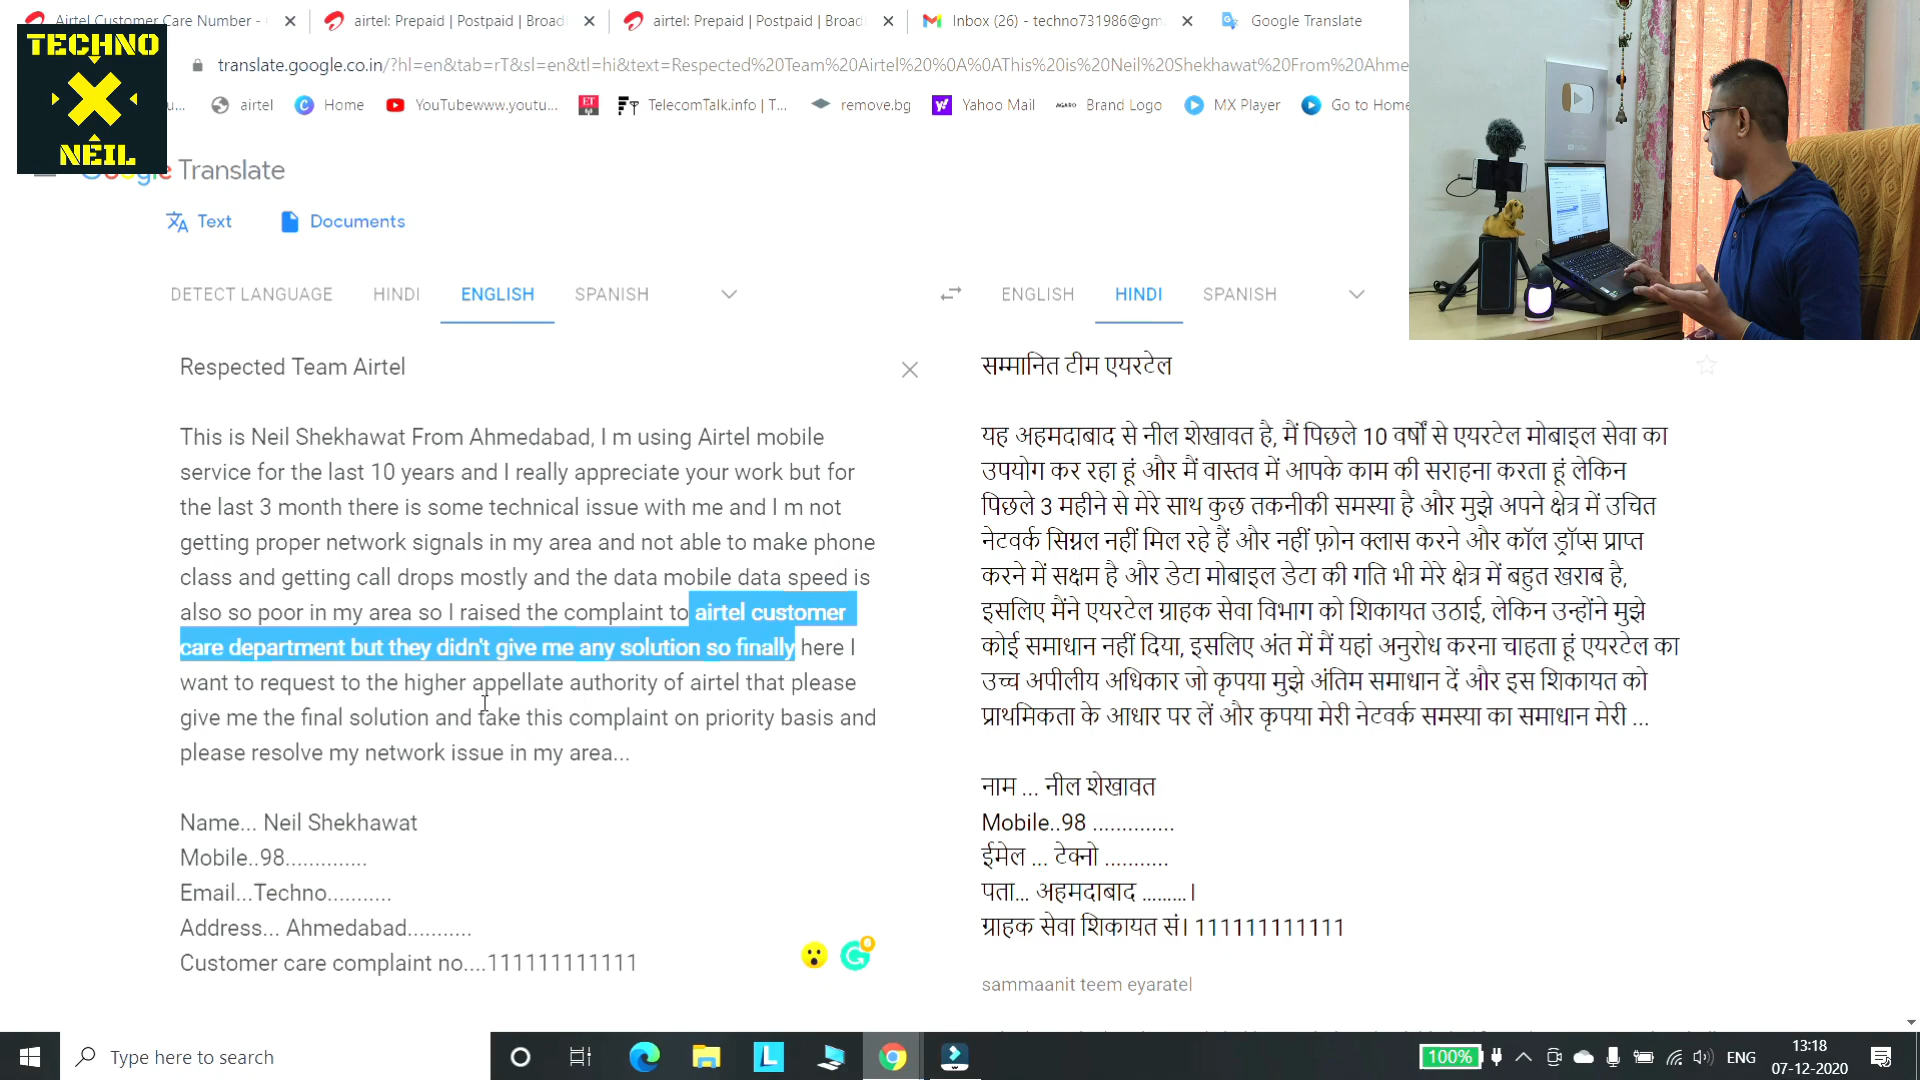 Airtel Customer Care Number -
airtel: Prepaid | Postpaid | Broad
airtel: Prepaid | Postpaid | Broad
Inbox (26) - techno731986@gm
Google Translate
TECHNO
NEIL
translate.google.co.in/?hl=en&tab=rT&sl=en&tl=hi&text=Respected%20Team%20Airtel%20%0A%0AThis%20is%20Neil%20Shekhawat%20From%20Ahme
u...
airtel
Home
YouTubewww.youtu...
ET
TelecomTalk.info | T...
remove.bg
Yahoo Mail
AGARO
Brand Logo
MX Player
Go to Home
Google Translate
Text
Documents
DETECT LANGUAGE
HINDI
ENGLISH
SPANISH
ENGLISH
HINDI
SPANISH
Respected Team Airtel
This is Neil Shekhawat From Ahmedabad, I m using Airtel mobile
service for the last 10 years and I really appreciate your work but for
the last 3 month there is some technical issue with me and I m not
getting proper network signals in my area and not able to make phone
class and getting call drops mostly and the data mobile data speed is
also so poor in my area so I raised the complaint to airtel customer
care department but they didn't give me any solution so finally here I
want to request to the higher appellate authority of airtel that please
give me the final solution and take this complaint on priority basis and
please resolve my network issue in my area...
Name... Neil Shekhawat
Mobile..98..............
Email...Techno...........
Address... Ahmedabad...........
Customer care complaint no....111111111111
सम्मानित टीम एयरटेल
यह अहमदाबाद से नील शेखावत है, मैं पिछले 10 वर्षों से एयरटेल मोबाइल सेवा का
उपयोग कर रहा हूं और मैं वास्तव में आपके काम की सराहना करता हूं लेकिन
पिछले 3 महीने से मेरे साथ कुछ तकनीकी समस्या है और मुझे अपने क्षेत्र में उचित
नेटवर्क सिग्नल नहीं मिल रहे हैं और नहीं फ़ोन क्लास करने और कॉल ड्रॉप्स प्राप्त
करने में सक्षम है और डेटा मोबाइल डेटा की गति भी मेरे क्षेत्र में बहुत खराब है,
इसलिए मैंने एयरटेल ग्राहक सेवा विभाग को शिकायत उठाई, लेकिन उन्होंने मुझे
कोई समाधान नहीं दिया, इसलिए अंत में मैं यहां अनुरोध करना चाहता हूं एयरटेल का
उच्च अपीलीय अधिकार जो कृपया मुझे अंतिम समाधान दें और इस शिकायत को
प्राथमिकता के आधार पर लें और कृपया मेरी नेटवर्क समस्या का समाधान मेरी ...
नाम ... नील शेखावत
Mobile..98 ..............
ईमेल ... टेक्नो ...........
पता... अहमदाबाद .........।
ग्राहक सेवा शिकायत सं। 111111111111
sammaanit teem eyaratel
Type here to search
L
100%
ENG
13:18
07-12-2020